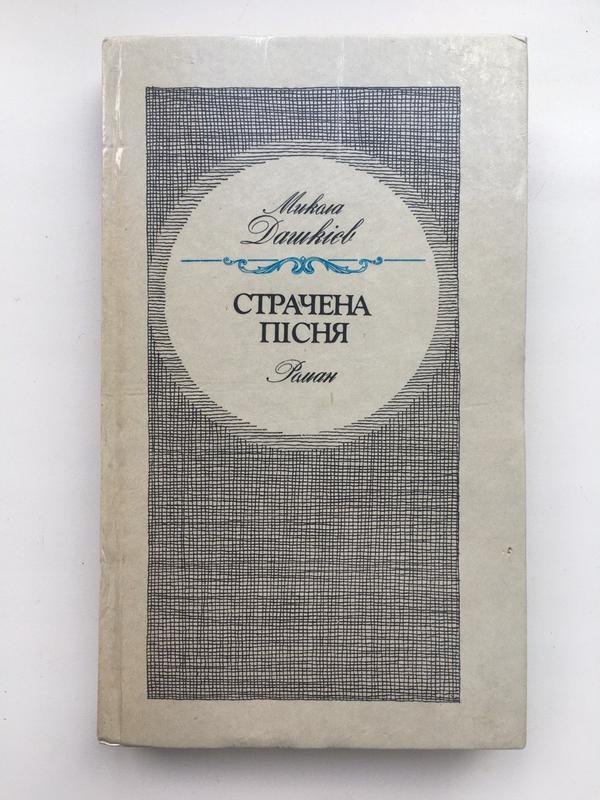 Микола
Дашкієв
СТРАЧЕНА
ПІСНЯ
Роман